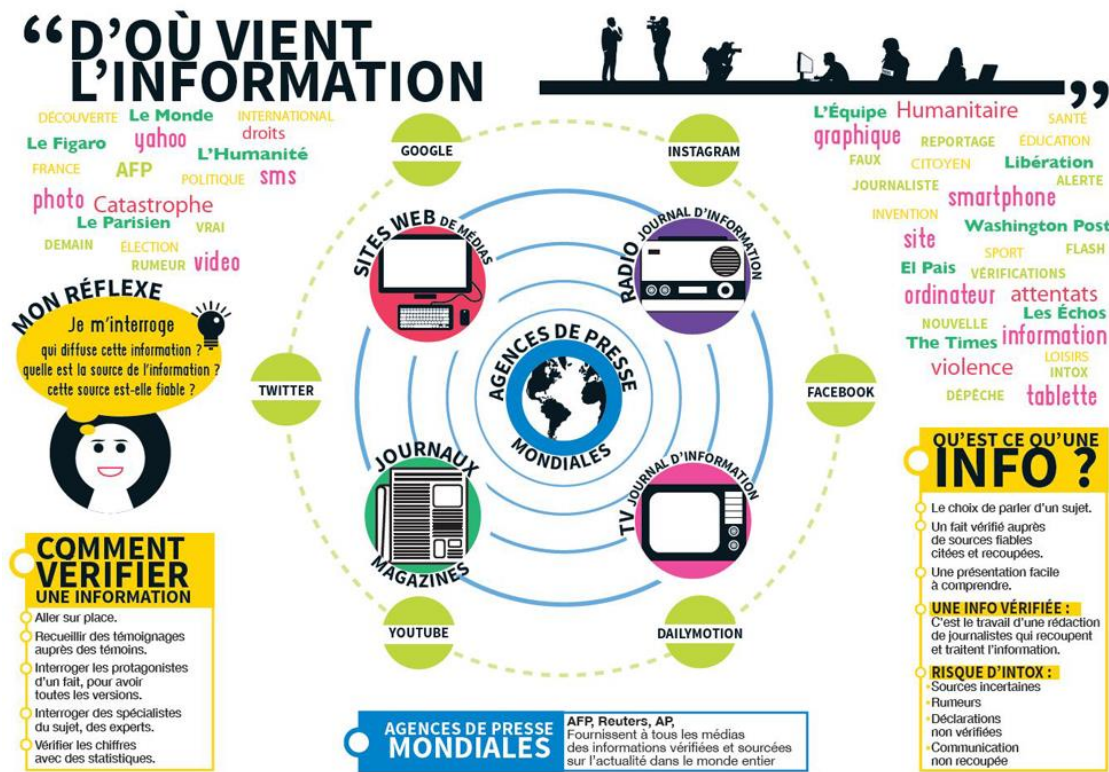 “D'OÙ VIENT
L'INFORMATION ”
DÉCOUVERTE Le Monde INTERNATIONAL
yahoo droits
Le Figaro
L'Humanité
FRANCE AFP POLITIQUE sms
photo Catastrophe
Le Parisien VRAI
DEMAIN ÉLECTION
RUMEUR video
MON RÉFLEXE
Je m'interroge
qui diffuse cette information ?
quelle est la source de l'information ?
cette source est-elle fiable ?
COMMENT
VÉRIFIER
UNE INFORMATION
Aller sur place.
Recueillir des témoignages
auprès des témoins.
Interroger les protagonistes
d'un fait, pour avoir
toutes les versions.
Interroger des spécialistes
du sujet, des experts.
Vérifier les chiffres
avec des statistiques.
GOOGLE
INSTAGRAM
SITES WEB DE MÉDIAS
RADIO JOURNAL D'INFORMATION
AGENCES DE PRESSE
MONDIALES
TWITTER
FACEBOOK
JOURNAUX
MAGAZINES
TV JOURNAL D'INFORMATION
YOUTUBE
DAILYMOTION
AGENCES DE PRESSE
MONDIALES
AFP, Reuters, AP,
Fournissent à tous les médias
des informations vérifiées et sourcées
sur l'actualité dans le monde entier
L'Équipe Humanitaire SANTÉ
graphique REPORTAGE ÉDUCATION
FAUX CITOYEN Libération
JOURNALISTE ALERTE
smartphone
INVENTION
Washington Post
site SPORT FLASH
El Pais VÉRIFICATIONS
ordinateur attentats
Les Échos
NOUVELLE
The Times information
violence LOISIRS
INTOX
DÉPÊCHE tablette
QU'EST CE QU'UNE
INFO ?
Le choix de parler d'un sujet.
Un fait vérifié auprès
de sources fiables
citées et recoupées.
Une présentation facile
à comprendre.
UNE INFO VÉRIFIÉE :
C'est le travail d'une rédaction
de journalistes qui recoupent
et traitent l'information.
RISQUE D'INTOX :
•Sources incertaines
•Rumeurs
•Déclarations
non vérifiées
•Communication
non recoupée